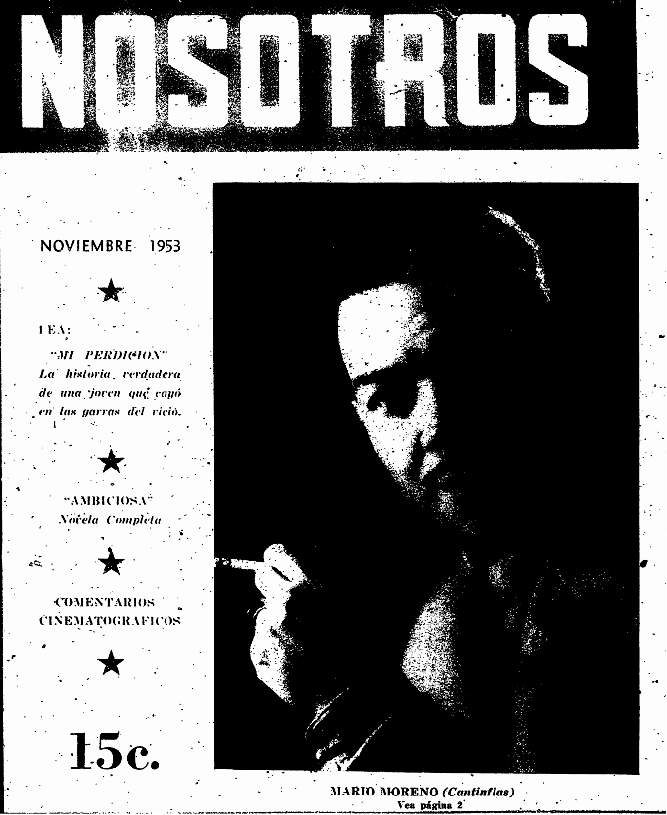 NOSOTROS
NOVIEMBRE 1953
LEA:
"MI PERDICION"
La historia verdadera
de una joven que cayó
en las garras del vicio.
"AMBICIOSA"
Novela Completa
COMENTARIOS
CINEMATOGRAFICOS
15c.
MARIO MORENO (Cantinflas)
Vea página 2